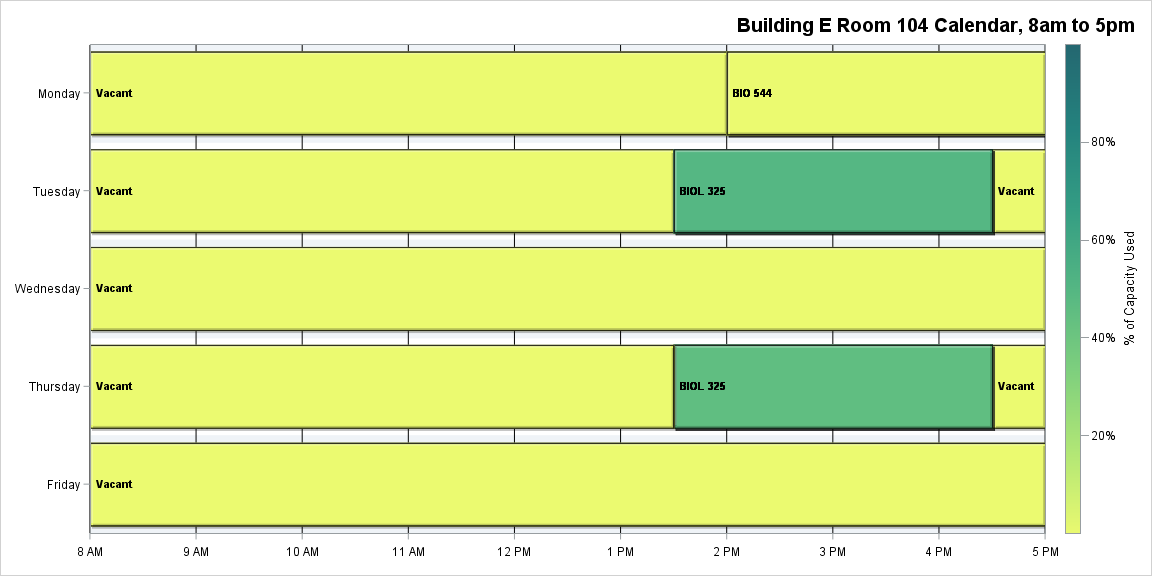 Building E Room 104 Calendar, 8am to 5pm
Monday
Vacant
BIO 544
Tuesday
Vacant
BIOL 325
Vacant
Wednesday
Vacant
Thursday
Vacant
BIOL 325
Vacant
Friday
Vacant
8 AM
9 AM
10 AM
11 AM
12 PM
1 PM
2 PM
3 PM
4 PM
5 PM
80%
60%
40%
20%
% of Capacity Used